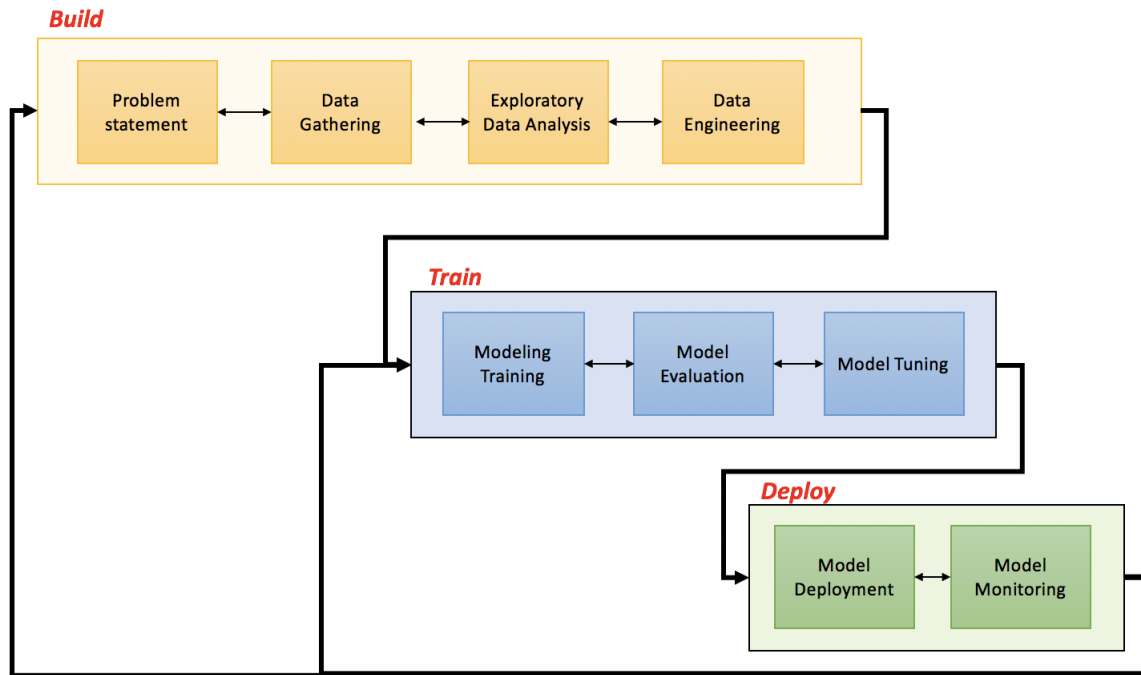 Build
Problem
statement
Data
Gathering
Exploratory
Data Analysis
Data
Engineering
Train
Modeling
Training
Model
Evaluation
Model Tuning
Deploy
Model
Deployment
Model
Monitoring